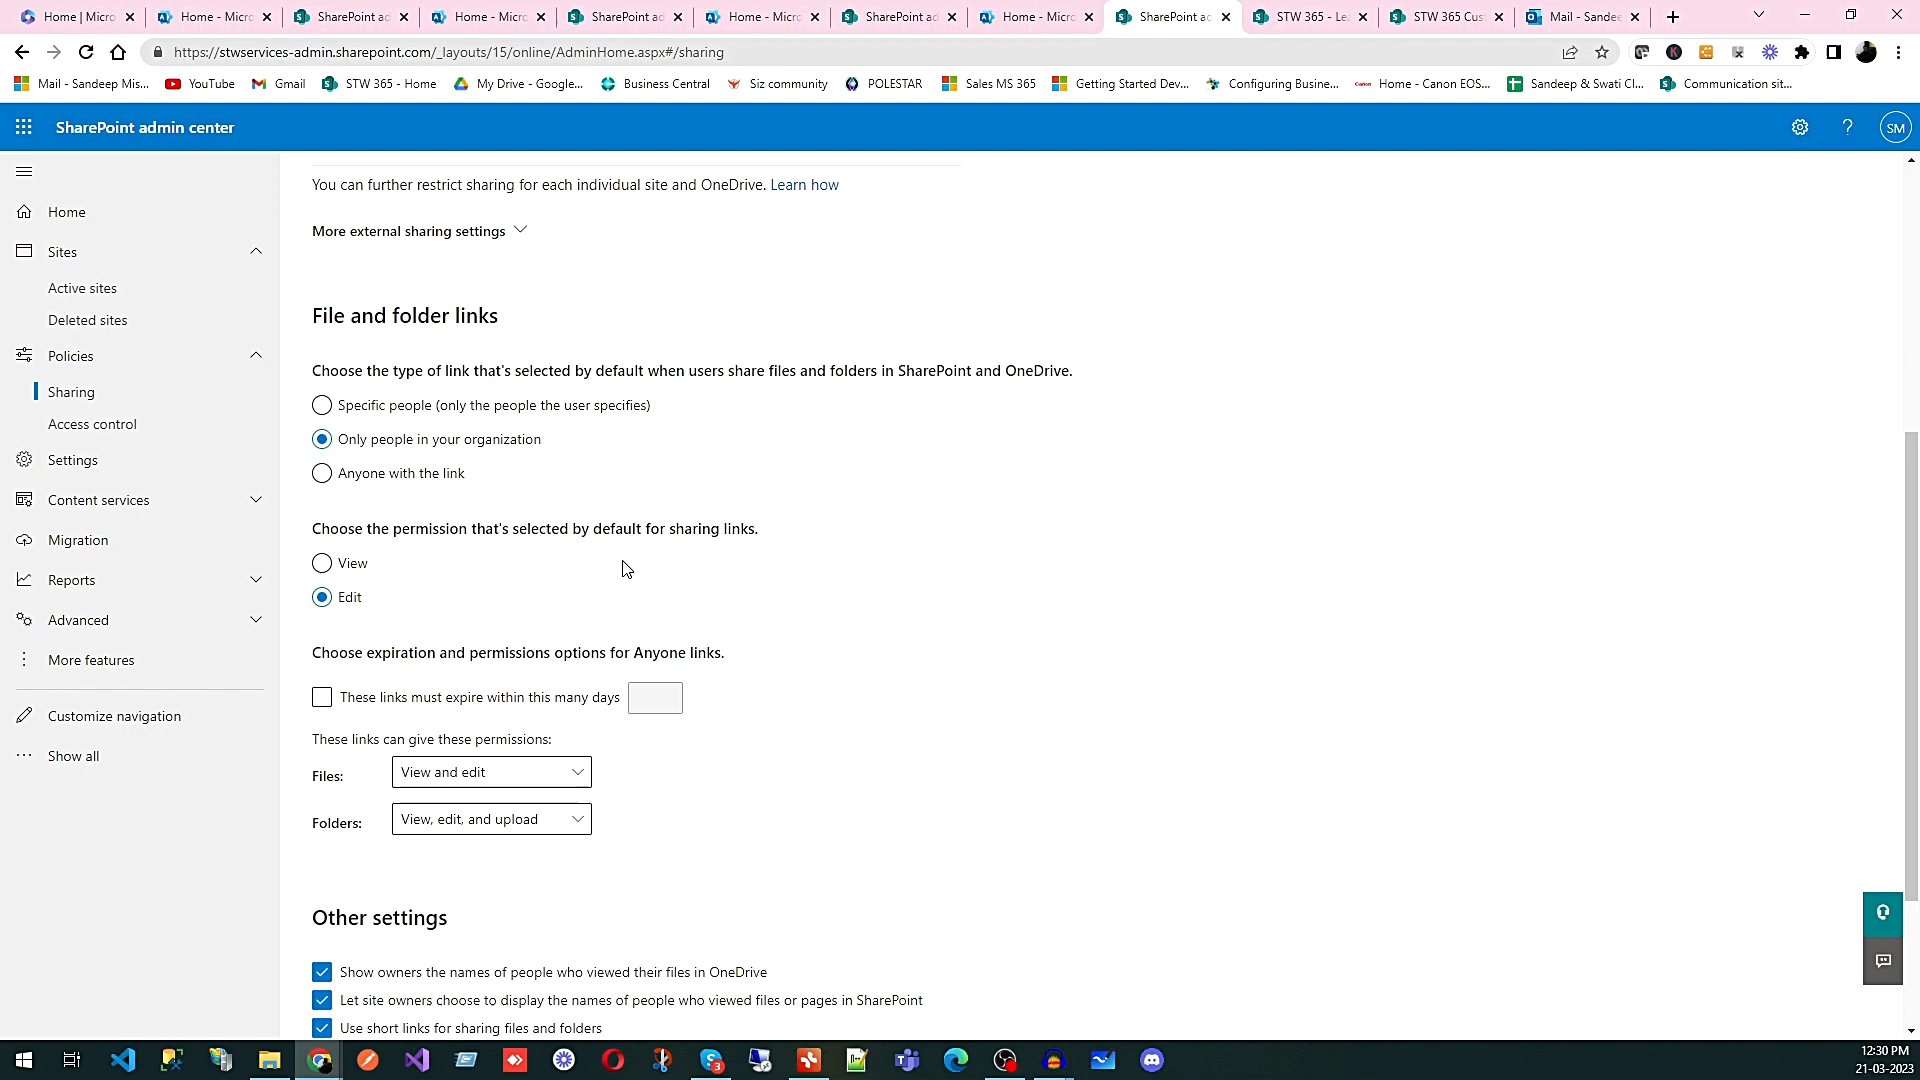 Home | Micro
Home - Micro
SharePoint ad
Home - Micro
SharePoint ad
Home - Micro
SharePoint ad
Home - Micro
SharePoint ac
STW 365 - Le
STW 365 Cus
Mail - Sandee
https://stwservices-admin.sharepoint.com/_layouts/15/online/AdminHome.aspx#/sharing
Mail - Sandeep Mis...
YouTube
Gmail
STW 365 - Home
My Drive - Google...
Business Central
Siz community
POLESTAR
Sales MS 365
Getting Started Dev...
Configuring Busine...
Home - Canon EOS...
Sandeep & Swati Cl...
Communication sit...
SharePoint admin center
SM
Home
Sites
Active sites
Deleted sites
Policies
Sharing
Access control
Settings
Content services
Migration
Reports
Advanced
More features
Customize navigation
Show all
You can further restrict sharing for each individual site and OneDrive. Learn how
More external sharing settings
File and folder links
Choose the type of link that's selected by default when users share files and folders in SharePoint and OneDrive.
Specific people (only the people the user specifies)
Only people in your organization
Anyone with the link
Choose the permission that's selected by default for sharing links.
View
Edit
Choose expiration and permissions options for Anyone links.
These links must expire within this many days
These links can give these permissions:
Files: View and edit
Folders: View, edit, and upload
Other settings
Show owners the names of people who viewed their files in OneDrive
Let site owners choose to display the names of people who viewed files or pages in SharePoint
Use short links for sharing files and folders
12:30 PM
21-03-2023